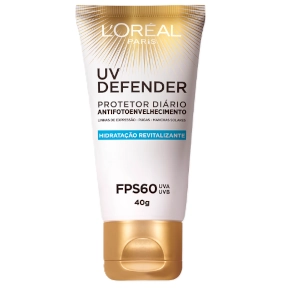 L'ORÉAL
PARIS
UV
DEFENDER
PROTETOR DIÁRIO
ANTIFOTOENVELHECIMENTO
LINHAS DE EXPRESSÃO - RUGAS - MANCHAS SOLARES
HIDRATAÇÃO REVITALIZANTE
FPS60 UVA
UVB
40g